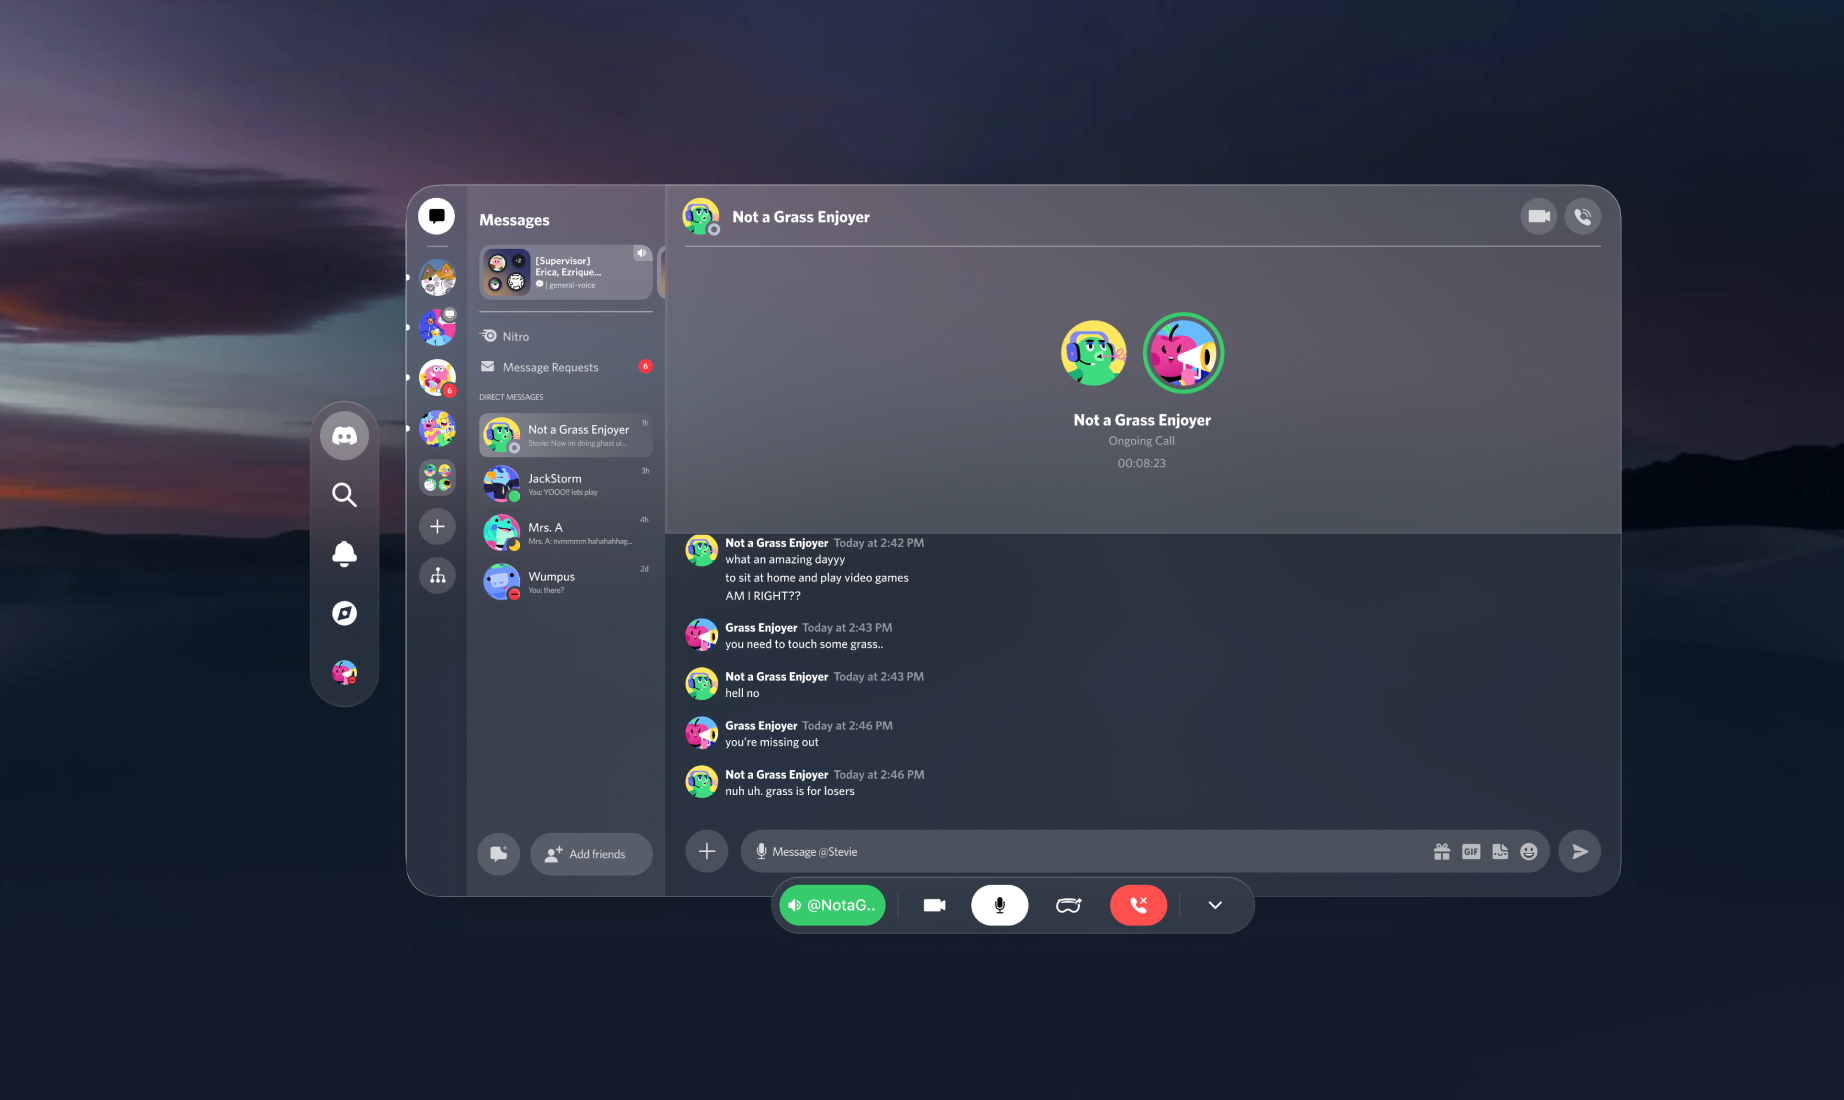 Messages
[Supervisor]
Erica, Ezrique...
| general-voice
+2
Nitro
Message Requests
6
6
DIRECT MESSAGES
Not a Grass Enjoyer
1h
Stevie: Now im doing ghast ui...
JackStorm
3h
You: YOOO!! lets play
Mrs. A
4h
Mrs. A: nvmmmm hahahahhag...
Wumpus
2d
You: there?
Add friends
Not a Grass Enjoyer
Not a Grass Enjoyer
Ongoing Call
00:08:23
Not a Grass Enjoyer Today at 2:42 PM
what an amazing dayyy
to sit at home and play video games
AM I RIGHT??
Grass Enjoyer Today at 2:43 PM
you need to touch some grass..
Not a Grass Enjoyer Today at 2:43 PM
hell no
Grass Enjoyer Today at 2:46 PM
you're missing out
Not a Grass Enjoyer Today at 2:46 PM
nuh uh. grass is for losers
Message @Stevie
GIF
@NotaG..